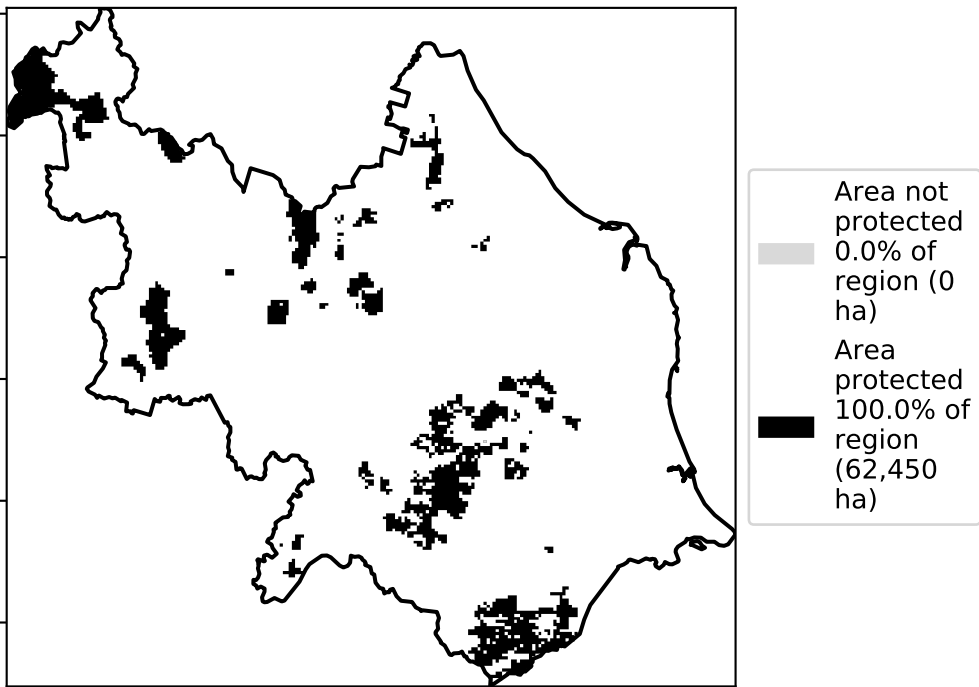 Area not
protected
0.0% of
region (0
ha)
Area
protected
100.0% of
region
(62,450
ha)